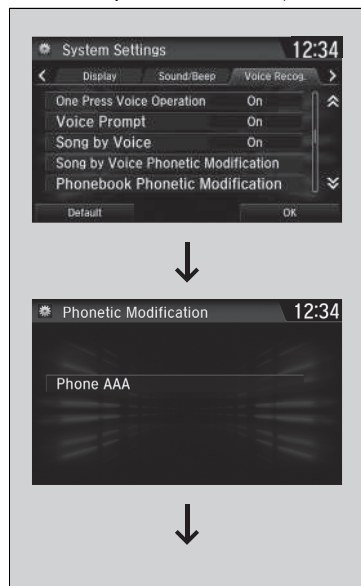 System Settings 12:34
Display Sound/Beep Voice Recog.
One Press Voice Operation On
Voice Prompt On
Song by Voice On
Song by Voice Phonetic Modification
Phonebook Phonetic Modification
Default OK
Phonetic Modification 12:34
Phone AAA